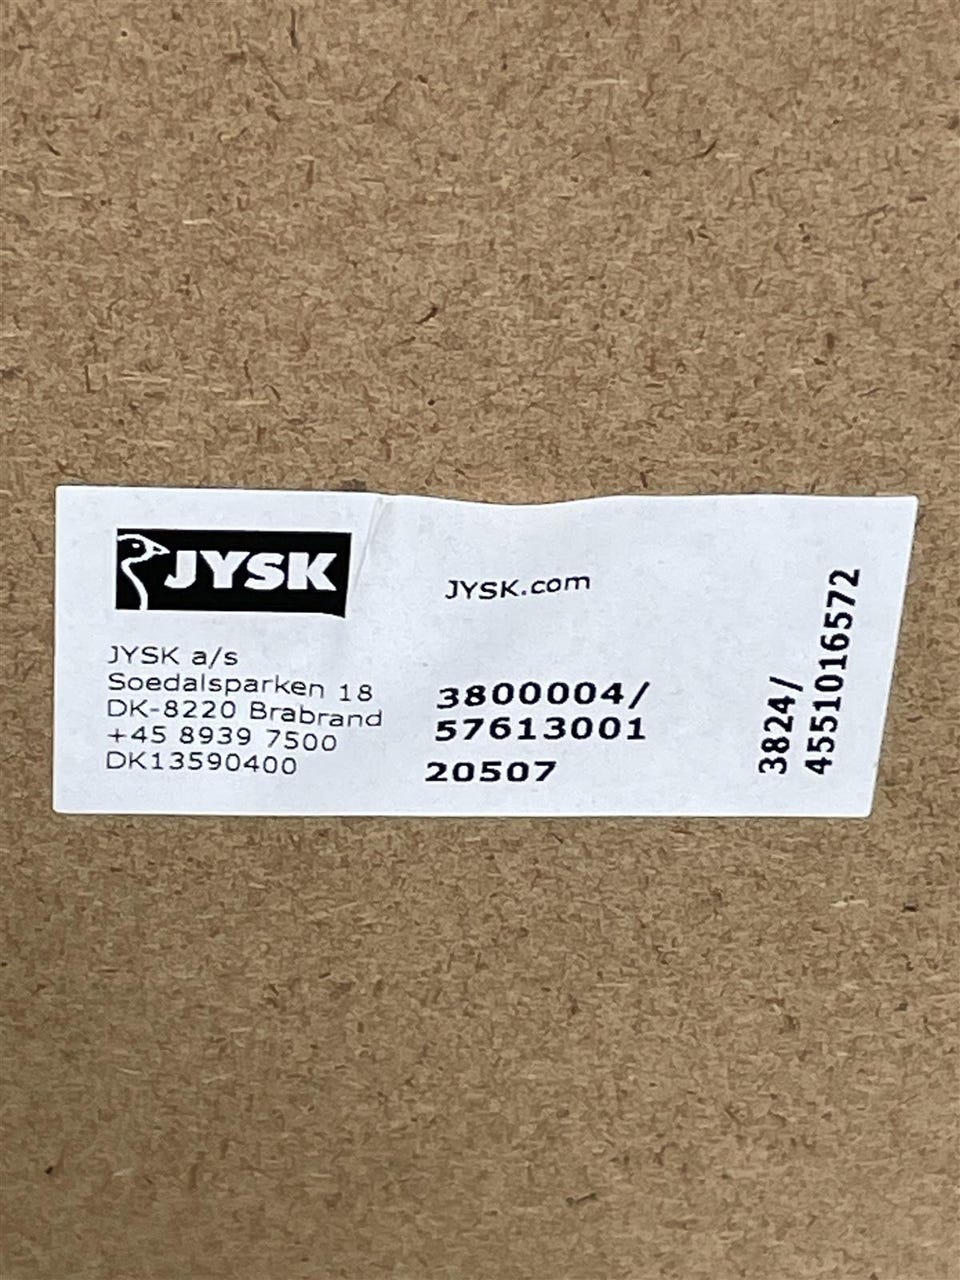 JYSK
JYSK.com
JYSK a/s
Soedalsparken 18
DK-8220 Brabrand
+45 8939 7500
DK13590400
3800004/
57613001
20507
3824/
4551016572